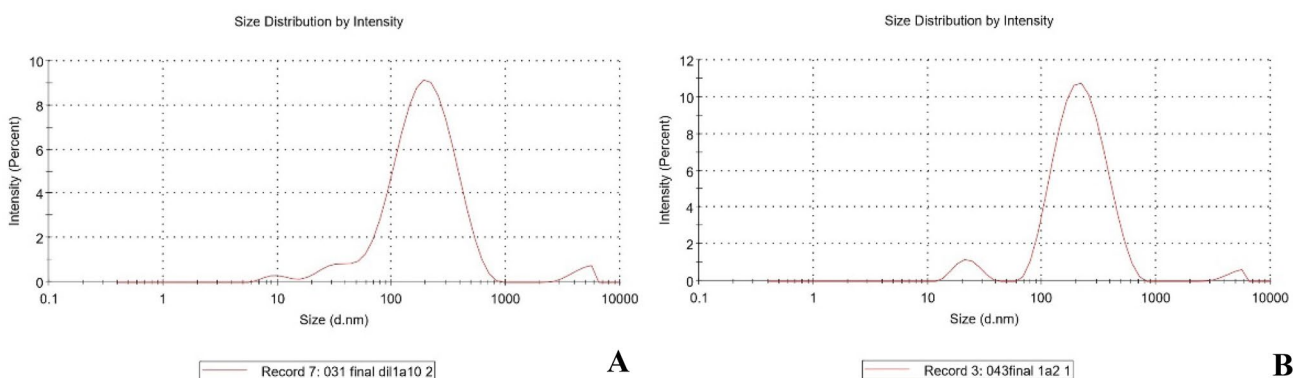 Size Distribution by Intensity
Intensity (Percent)
10
8
6
4
2
0
0.1 1 10 100 1000 10000
Size (d.nm)
Record 7: 031 final dil1a10 2
A
Size Distribution by Intensity
Intensity (Percent)
12
10
8
6
4
2
0
0.1 1 10 100 1000 10000
Size (d.nm)
Record 3: 043final 1a2 1
B